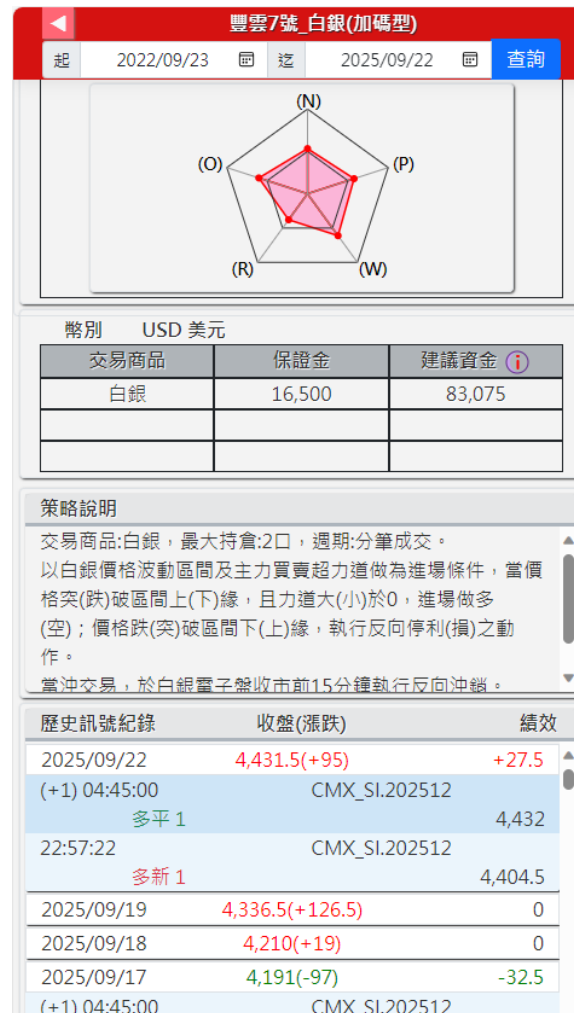 豐雲7號_白銀(加碼型)
起 2022/09/23 迄 2025/09/22 查詢
(N)
(O) (P)
(R) (W)
幣別 USD 美元
交易商品 保證金 建議資金 i
白銀 16,500 83,075
策略說明
交易商品:白銀，最大持倉:2口，週期:分筆成交。
以白銀價格波動區間及主力買賣超力道做為進場條件，當價
格突(跌)破區間上(下)緣，且力道大(小)於0，進場做多
(空)；價格跌(突)破區間下(上)緣，執行反向停利(損)之動
作。
當沖交易，於白銀電子盤收市前15分鐘執行反向沖銷。
歷史訊號紀錄 收盤(漲跌) 績效
2025/09/22 4,431.5(+95) +27.5
(+1) 04:45:00 CMX_SI.202512
多平 1 4,432
22:57:22 CMX_SI.202512
多新 1 4,404.5
2025/09/19 4,336.5(+126.5) 0
2025/09/18 4,210(+19) 0
2025/09/17 4,191(-97) -32.5
(+1) 04:45:00 CMX_SI.202512